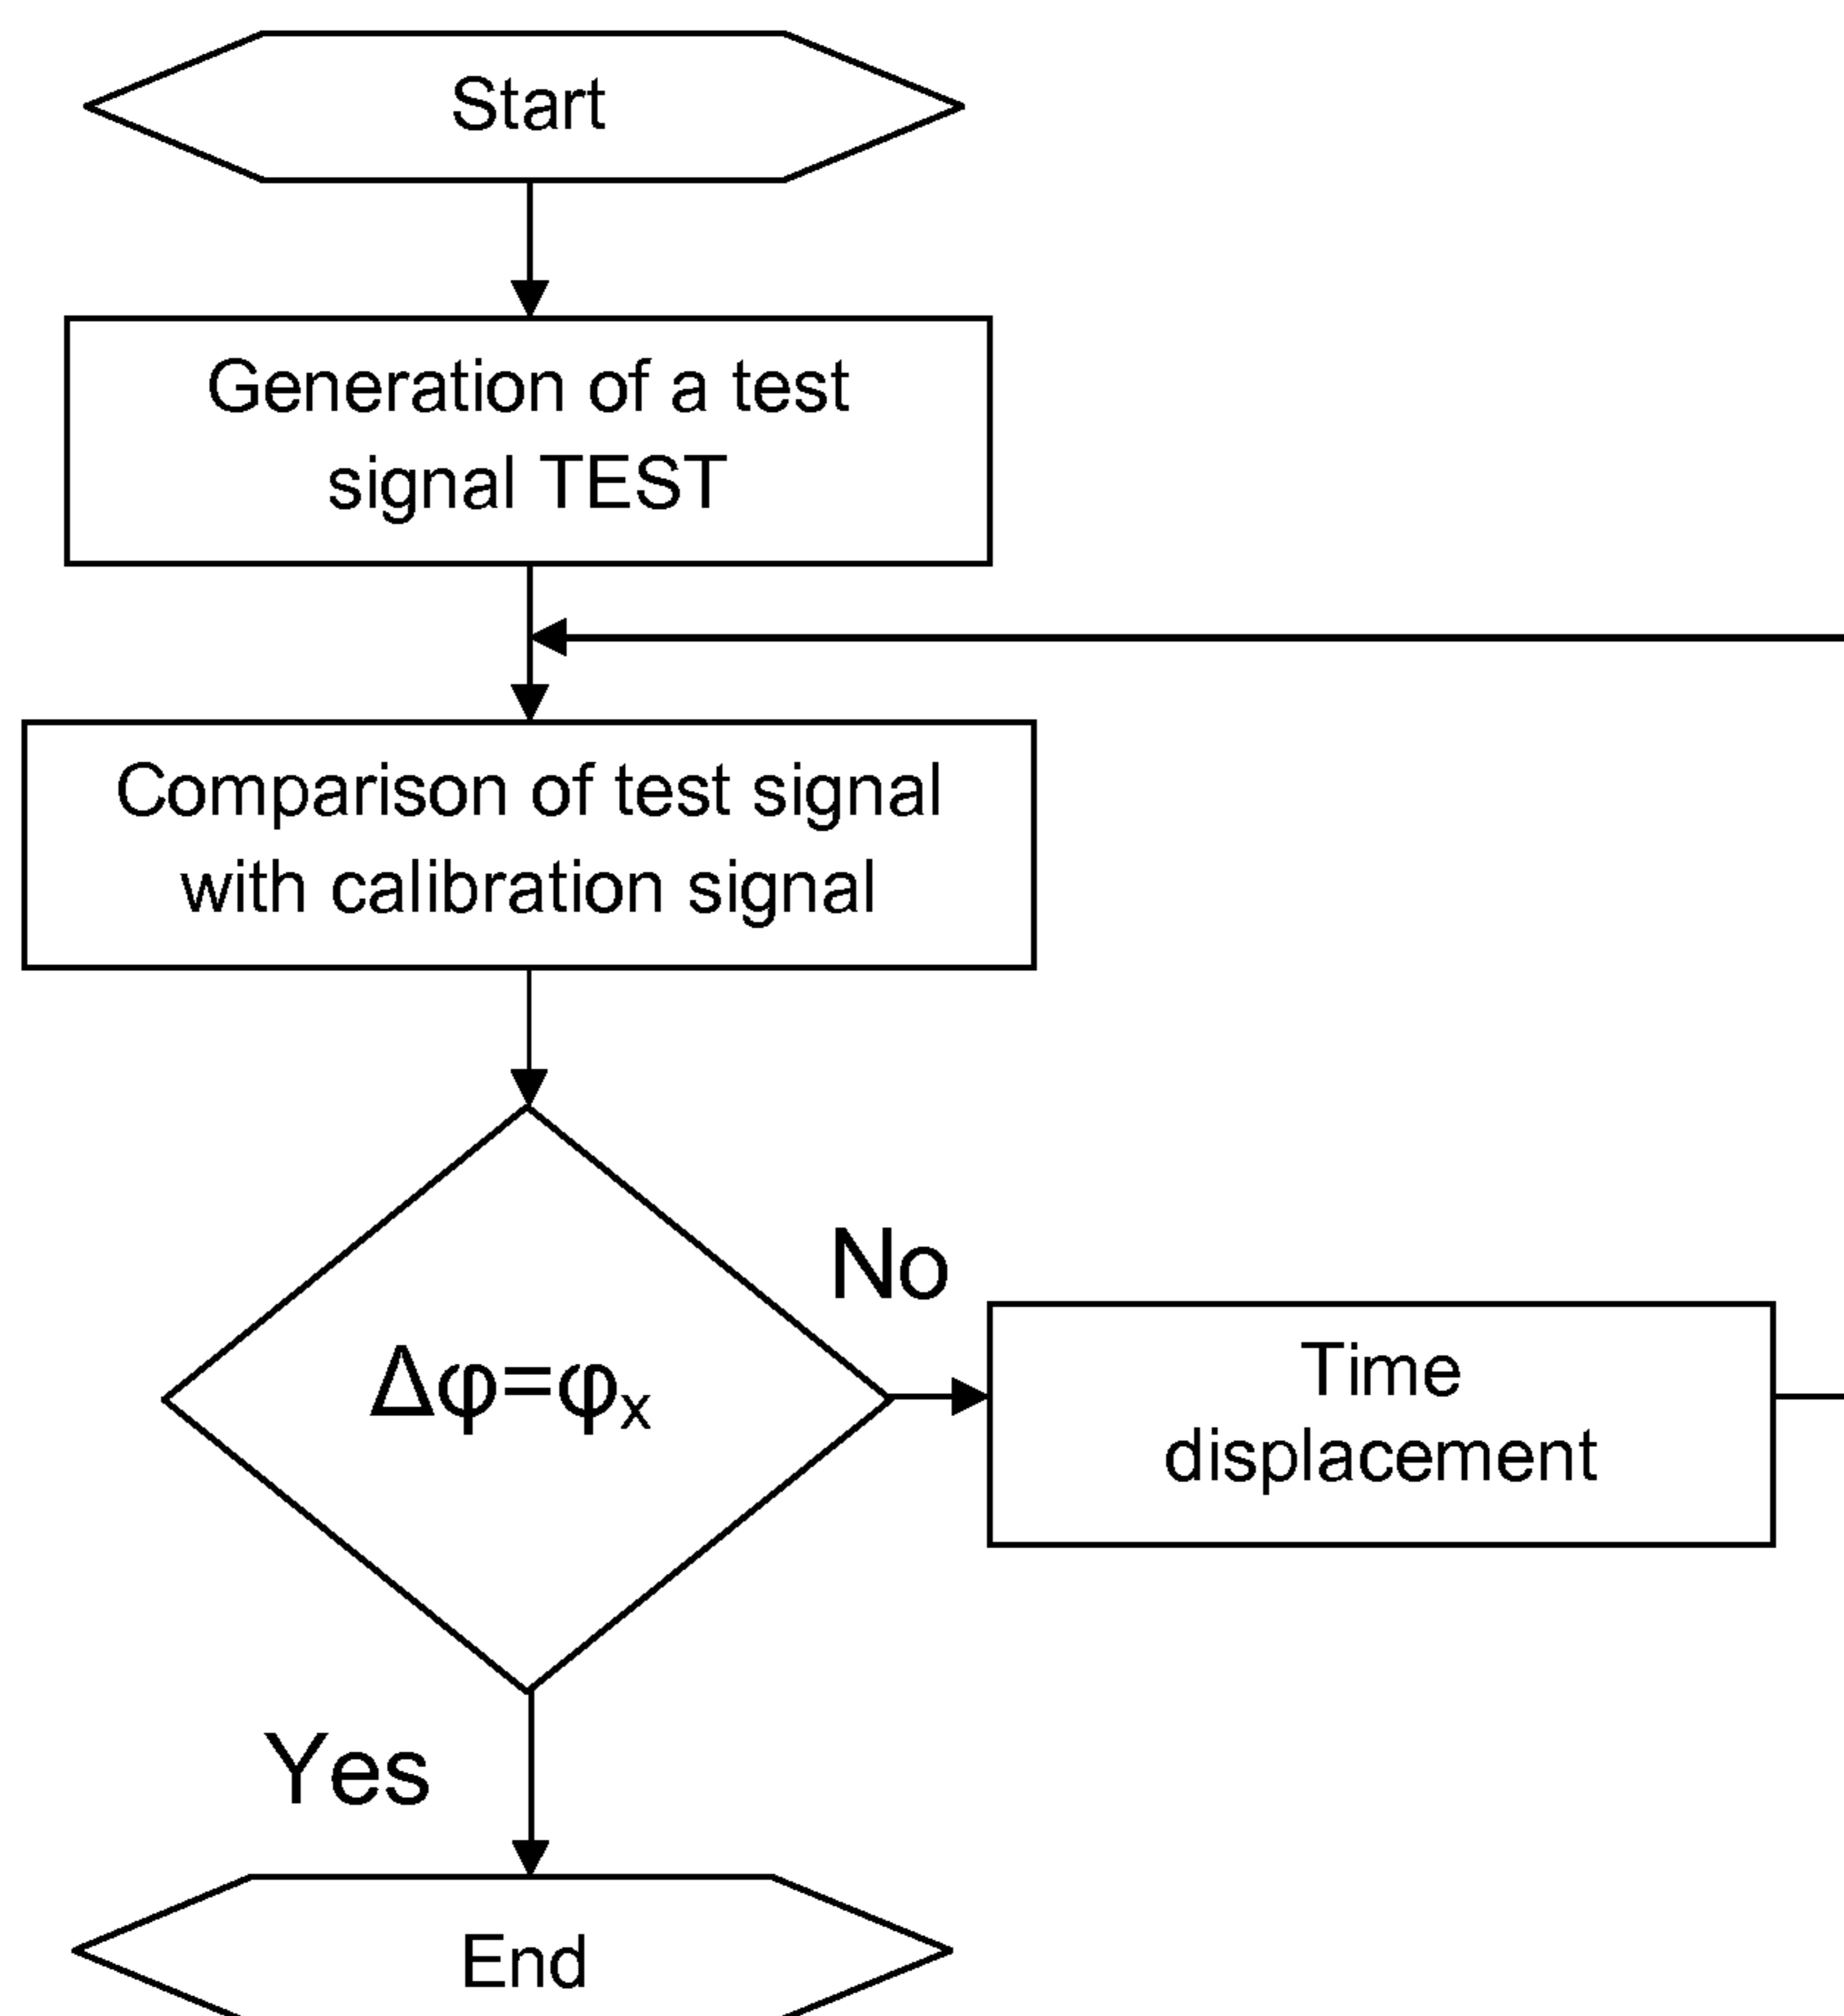 Start
Generation of a test
signal TEST
Comparison of test signal
with calibration signal
No
Δφ=φₓ
Time
displacement
Yes
End